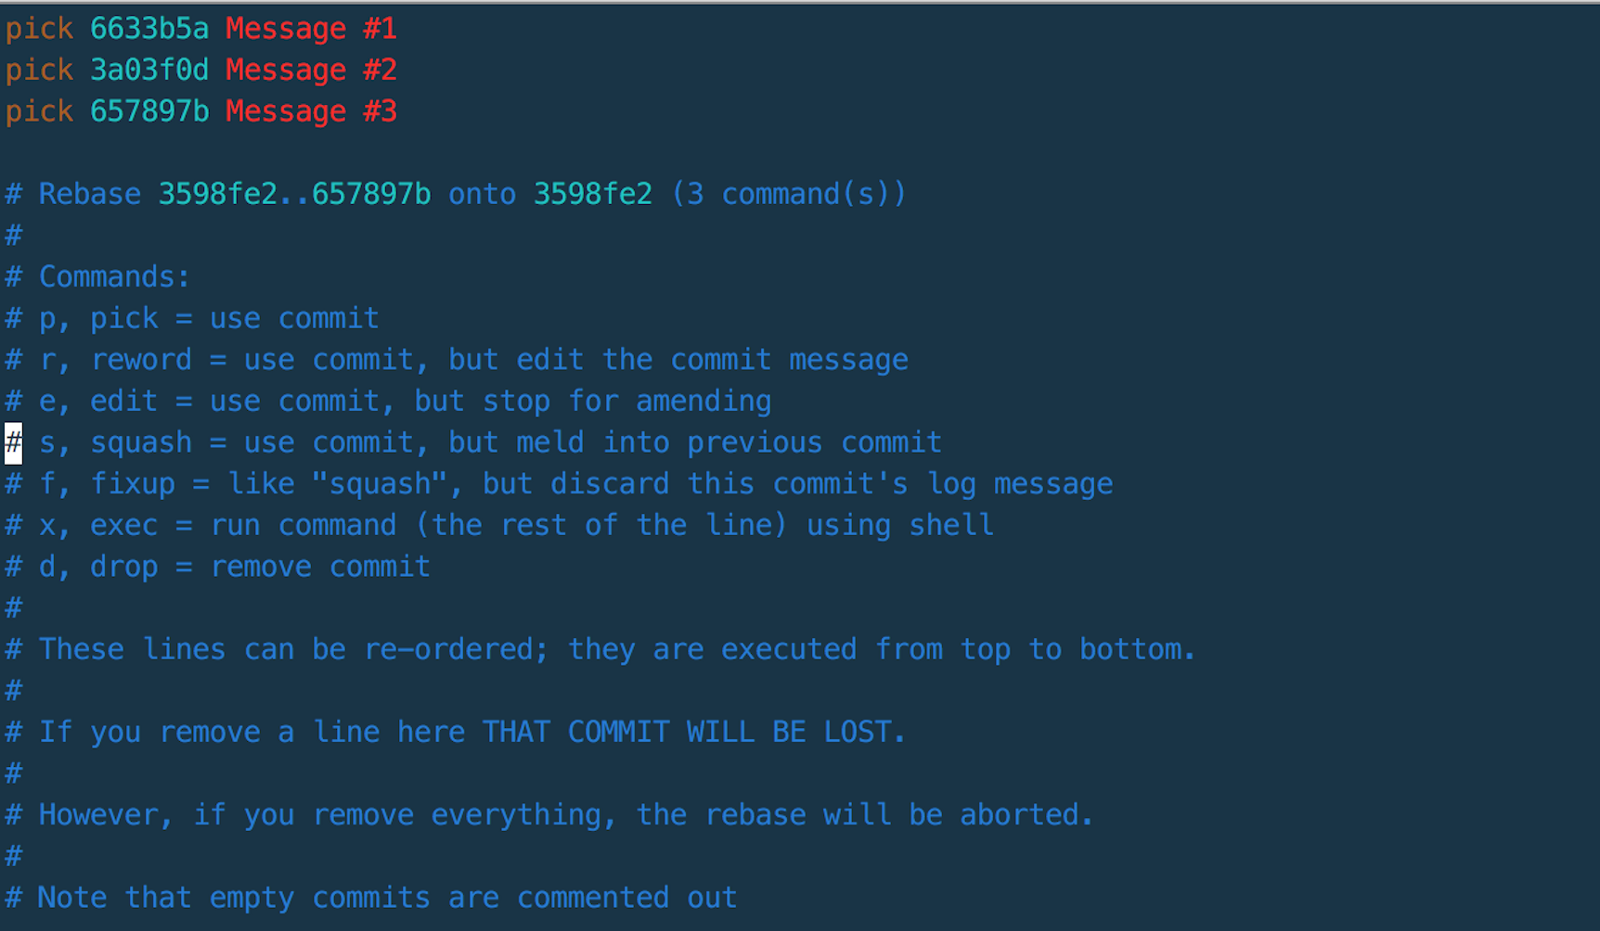 pick 6633b5a Message #1
pick 3a03f0d Message #2
pick 657897b Message #3
# Rebase 3598fe2..657897b onto 3598fe2 (3 command(s))
#
# Commands:
# p, pick = use commit
# r, reword = use commit, but edit the commit message
# e, edit = use commit, but stop for amending
# s, squash = use commit, but meld into previous commit
# f, fixup = like "squash", but discard this commit's log message
# x, exec = run command (the rest of the line) using shell
# d, drop = remove commit
#
# These lines can be re-ordered; they are executed from top to bottom.
#
# If you remove a line here THAT COMMIT WILL BE LOST.
#
# However, if you remove everything, the rebase will be aborted.
#
# Note that empty commits are commented out